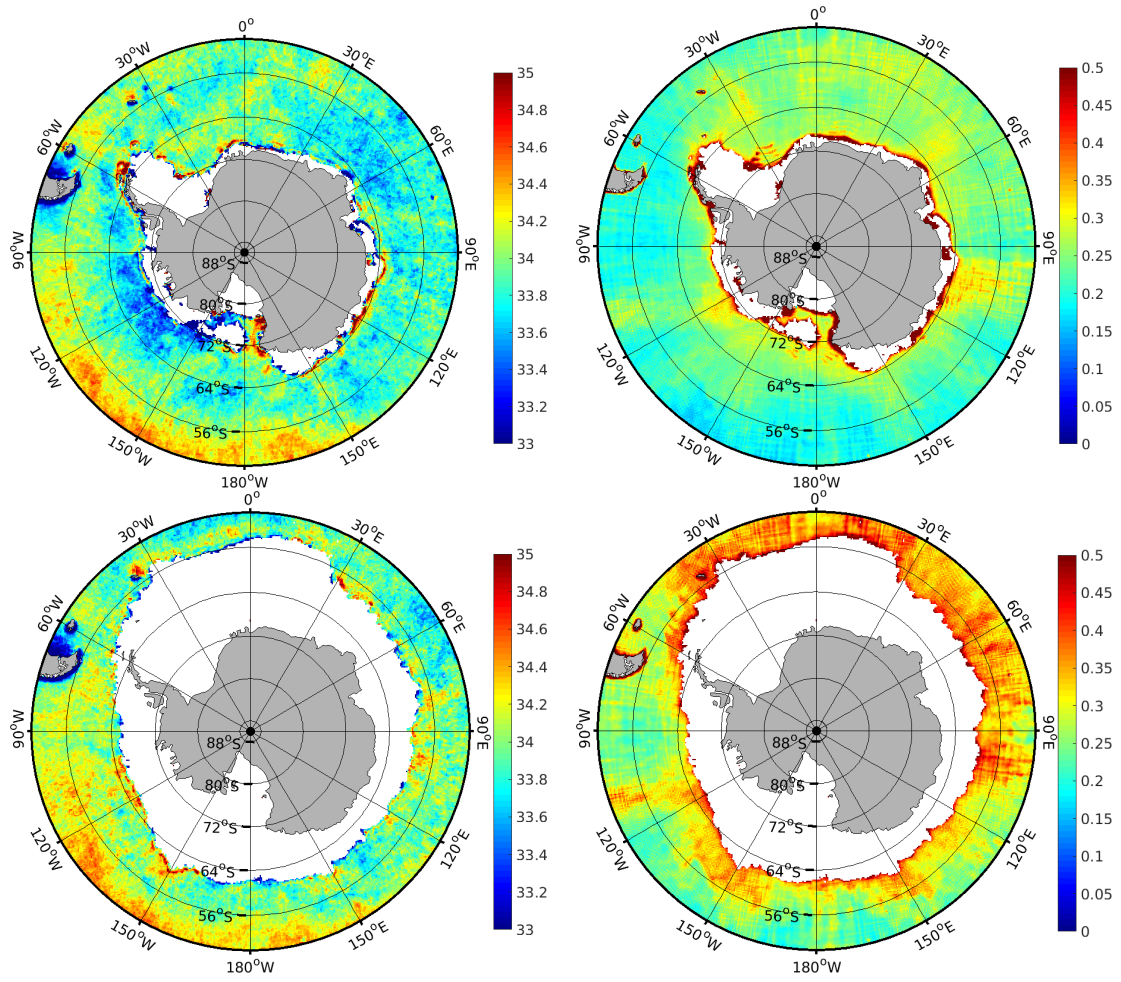 0°
30°W
30°E
60°W
60°E
90°W
90°E
120°W
120°E
150°W
150°E
180°W
88°S
80°S
72°S
64°S
56°S
35
34.8
34.6
34.4
34.2
34
33.8
33.6
33.4
33.2
33
0°
30°W
30°E
60°W
60°E
90°W
90°E
120°W
120°E
150°W
150°E
180°W
88°S
80°S
72°S
64°S
56°S
0.5
0.45
0.4
0.35
0.3
0.25
0.2
0.15
0.1
0.05
0
0°
30°W
30°E
60°W
60°E
90°W
90°E
120°W
120°E
150°W
150°E
180°W
88°S
80°S
72°S
64°S
56°S
35
34.8
34.6
34.4
34.2
34
33.8
33.6
33.4
33.2
33
0°
30°W
30°E
60°W
60°E
90°W
90°E
120°W
120°E
150°W
150°E
180°W
88°S
80°S
72°S
64°S
56°S
0.5
0.45
0.4
0.35
0.3
0.25
0.2
0.15
0.1
0.05
0